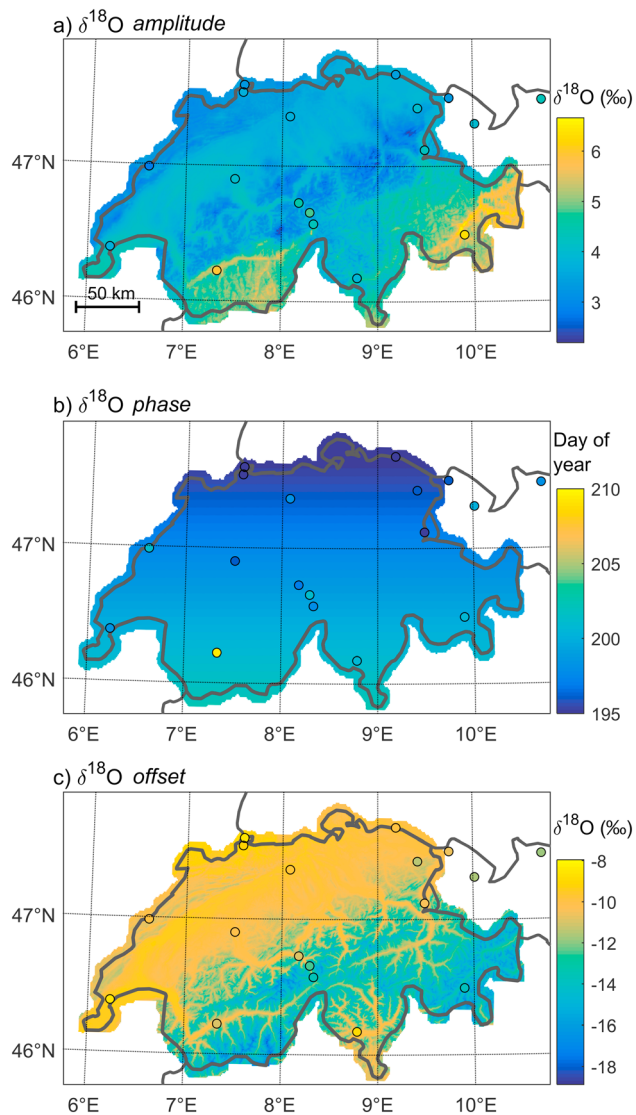 a) δ¹⁸O amplitude
δ¹⁸O (‰)
6
5
4
3
47°N
46°N
50 km
6°E 7°E 8°E 9°E 10°E
b) δ¹⁸O phase
Day of
year
210
205
200
195
47°N
46°N
6°E 7°E 8°E 9°E 10°E
c) δ¹⁸O offset
δ¹⁸O (‰)
-8
-10
-12
-14
-16
-18
47°N
46°N
6°E 7°E 8°E 9°E 10°E